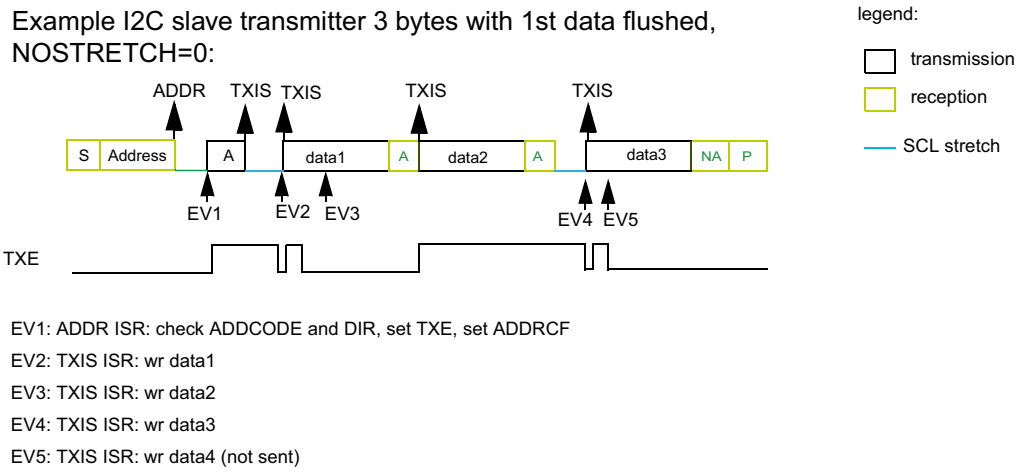 Example I2C slave transmitter 3 bytes with 1st data flushed,
NOSTRETCH=0:
legend:
transmission
reception
SCL stretch
ADDR TXIS TXIS TXIS TXIS
S Address A data1 A data2 A data3 NA P
EV1 EV2 EV3 EV4 EV5
TXE
EV1: ADDR ISR: check ADDCODE and DIR, set TXE, set ADDRCF
EV2: TXIS ISR: wr data1
EV3: TXIS ISR: wr data2
EV4: TXIS ISR: wr data3
EV5: TXIS ISR: wr data4 (not sent)